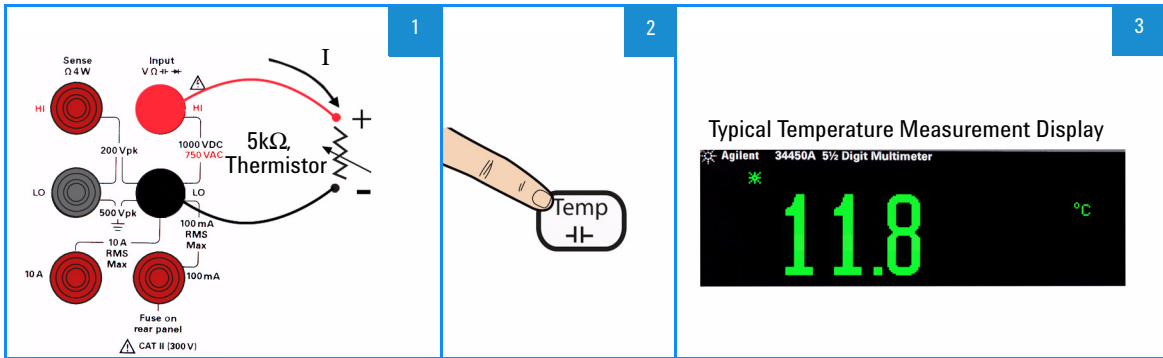 1
Sense
Ω 4 W
Input
V Ω
I
HI
HI
+
200 Vpk
1000 VDC
750 VAC
5kΩ,
Thermistor
LO
LO
-
500 Vpk
100 mA
RMS
Max
10 A
RMS
Max
10 A
100 mA
Fuse on
rear panel
CAT II (300 V)
2
Temp
3
Typical Temperature Measurement Display
Agilent 34450A 5½ Digit Multimeter
11.8 °C